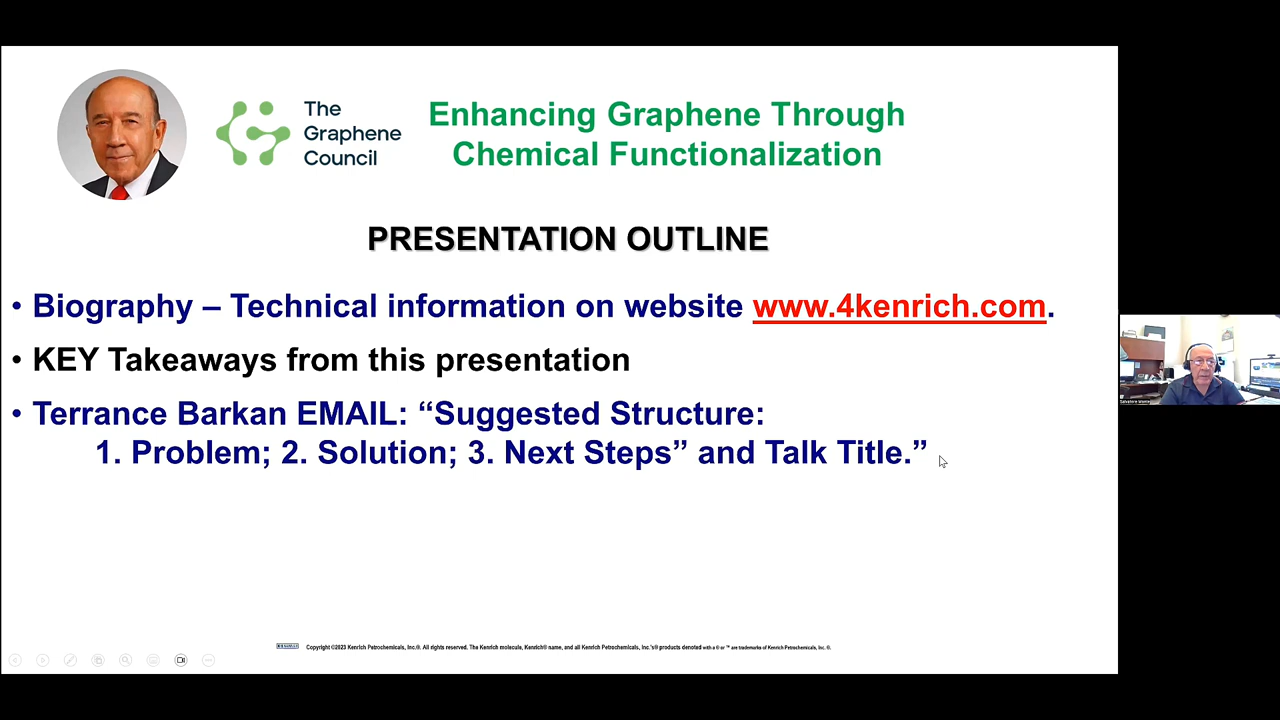 The
Graphene
Council
Enhancing Graphene Through
Chemical Functionalization
PRESENTATION OUTLINE
• Biography – Technical information on website www.4kenrich.com.
• KEY Takeaways from this presentation
• Terrance Barkan EMAIL: “Suggested Structure:
1. Problem; 2. Solution; 3. Next Steps” and Talk Title.”
Copyright ©2023 Kenrich Petrochemicals, Inc.®. All rights reserved. The Kenrich molecule, Kenrich® name, and all Kenrich Petrochemicals, Inc.'s® products denoted with a ® or ™ are trademarks of Kenrich Petrochemicals, Inc. ®.
Salvatore